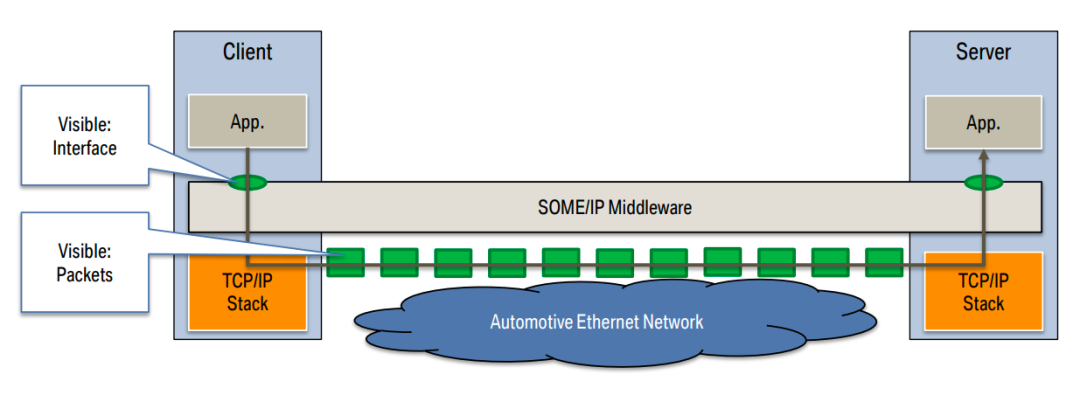 Client
Server
Visible:
Interface
App.
App.
SOME/IP Middleware
Visible:
Packets
TCP/IP
Stack
TCP/IP
Stack
Automotive Ethernet Network